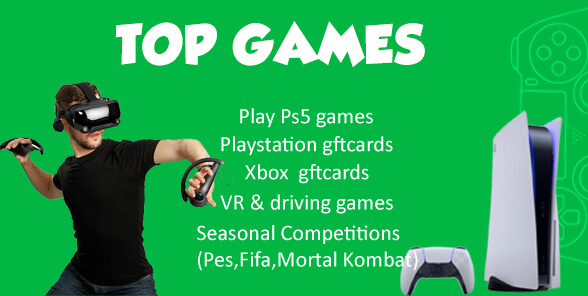 TOP GAMES
Play Ps5 games
Playstation gftcards
Xbox gftcards
VR & driving games
Seasonal Competitions
(Pes,Fifa,Mortal Kombat)